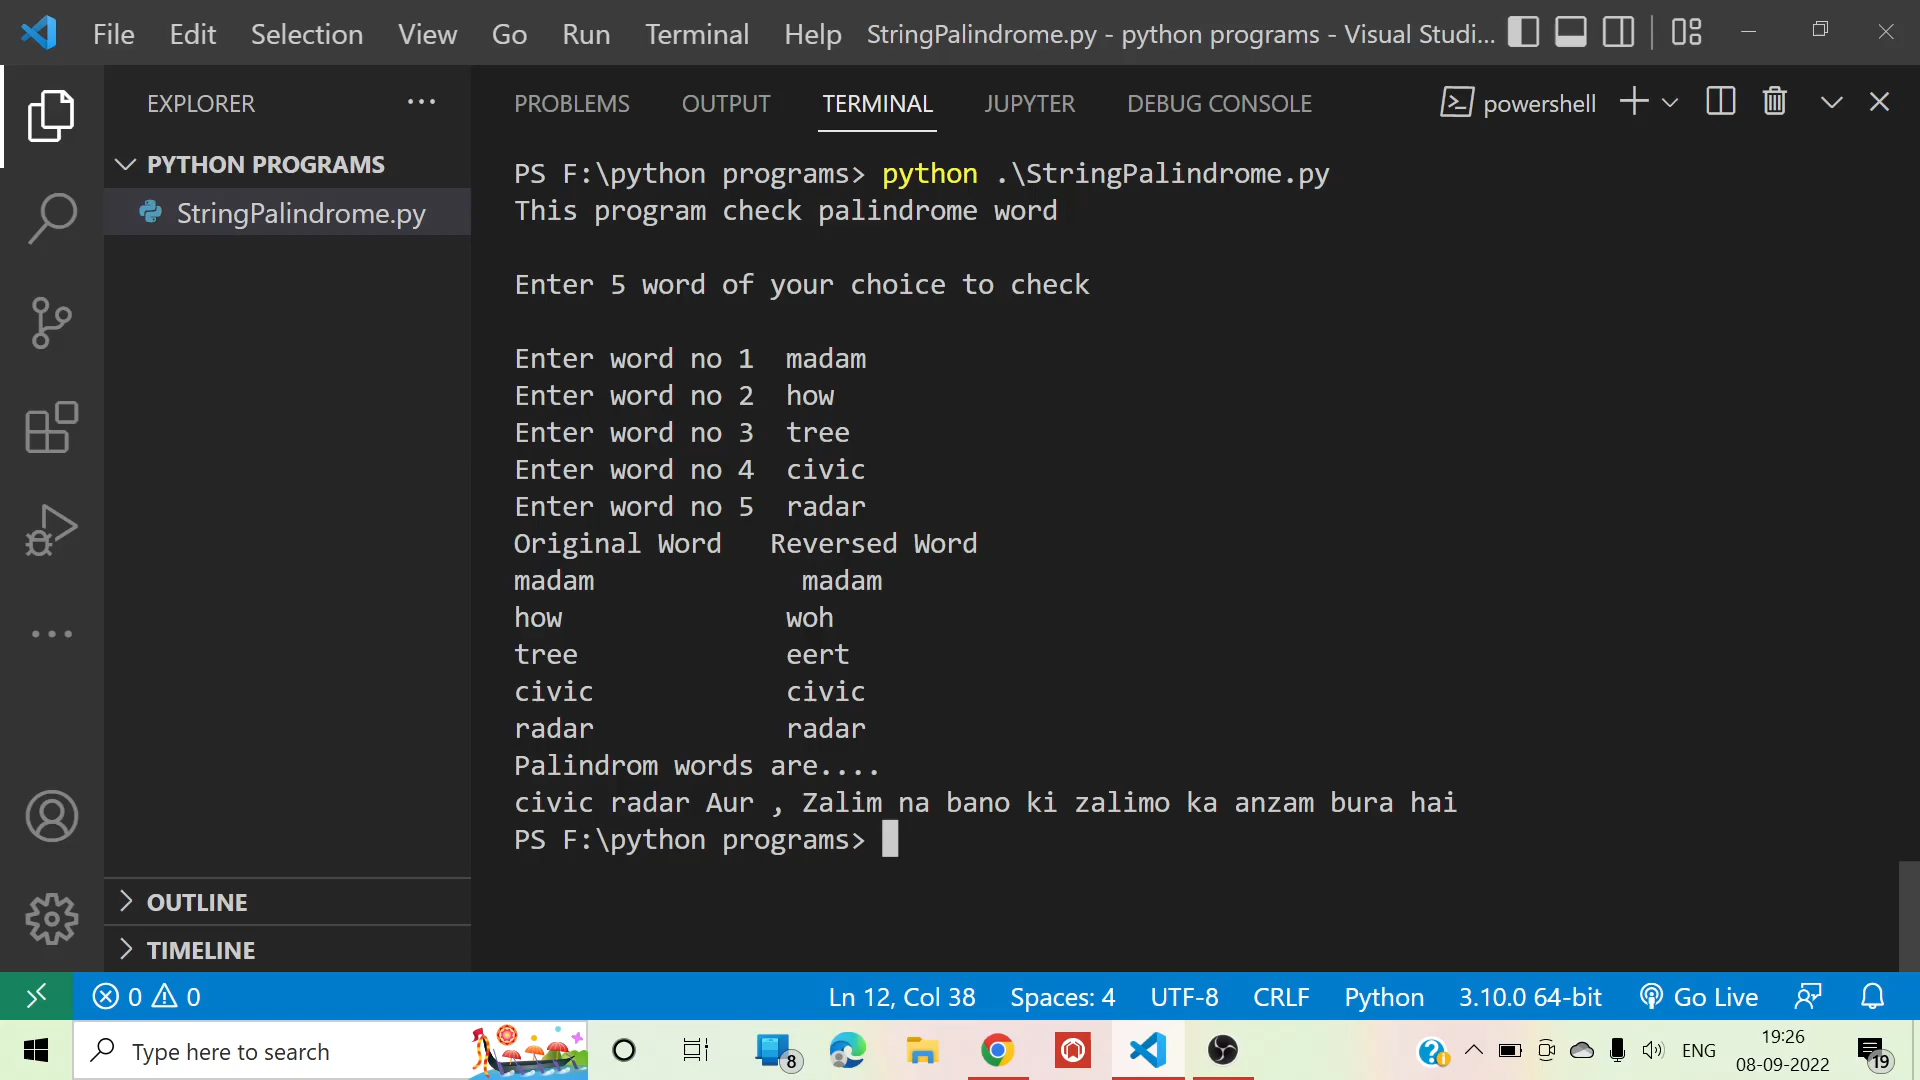 File Edit Selection View Go Run Terminal Help StringPalindrome.py - python programs - Visual Studi...
EXPLORER ...
PROBLEMS OUTPUT TERMINAL JUPYTER DEBUG CONSOLE powershell
PYTHON PROGRAMS
StringPalindrome.py
PS F:\python programs> python .\StringPalindrome.py
This program check palindrome word
Enter 5 word of your choice to check
Enter word no 1  madam
Enter word no 2  how
Enter word no 3  tree
Enter word no 4  civic
Enter word no 5  radar
Original Word   Reversed Word
madam             madam
how              woh
tree             eert
civic            civic
radar            radar
Palindrom words are....
civic radar Aur , Zalim na bano ki zalimo ka anzam bura hai
PS F:\python programs>
OUTLINE
TIMELINE
0 0 Ln 12, Col 38 Spaces: 4 UTF-8 CRLF Python 3.10.0 64-bit Go Live
Type here to search 8 ENG 19:26
08-09-2022 19